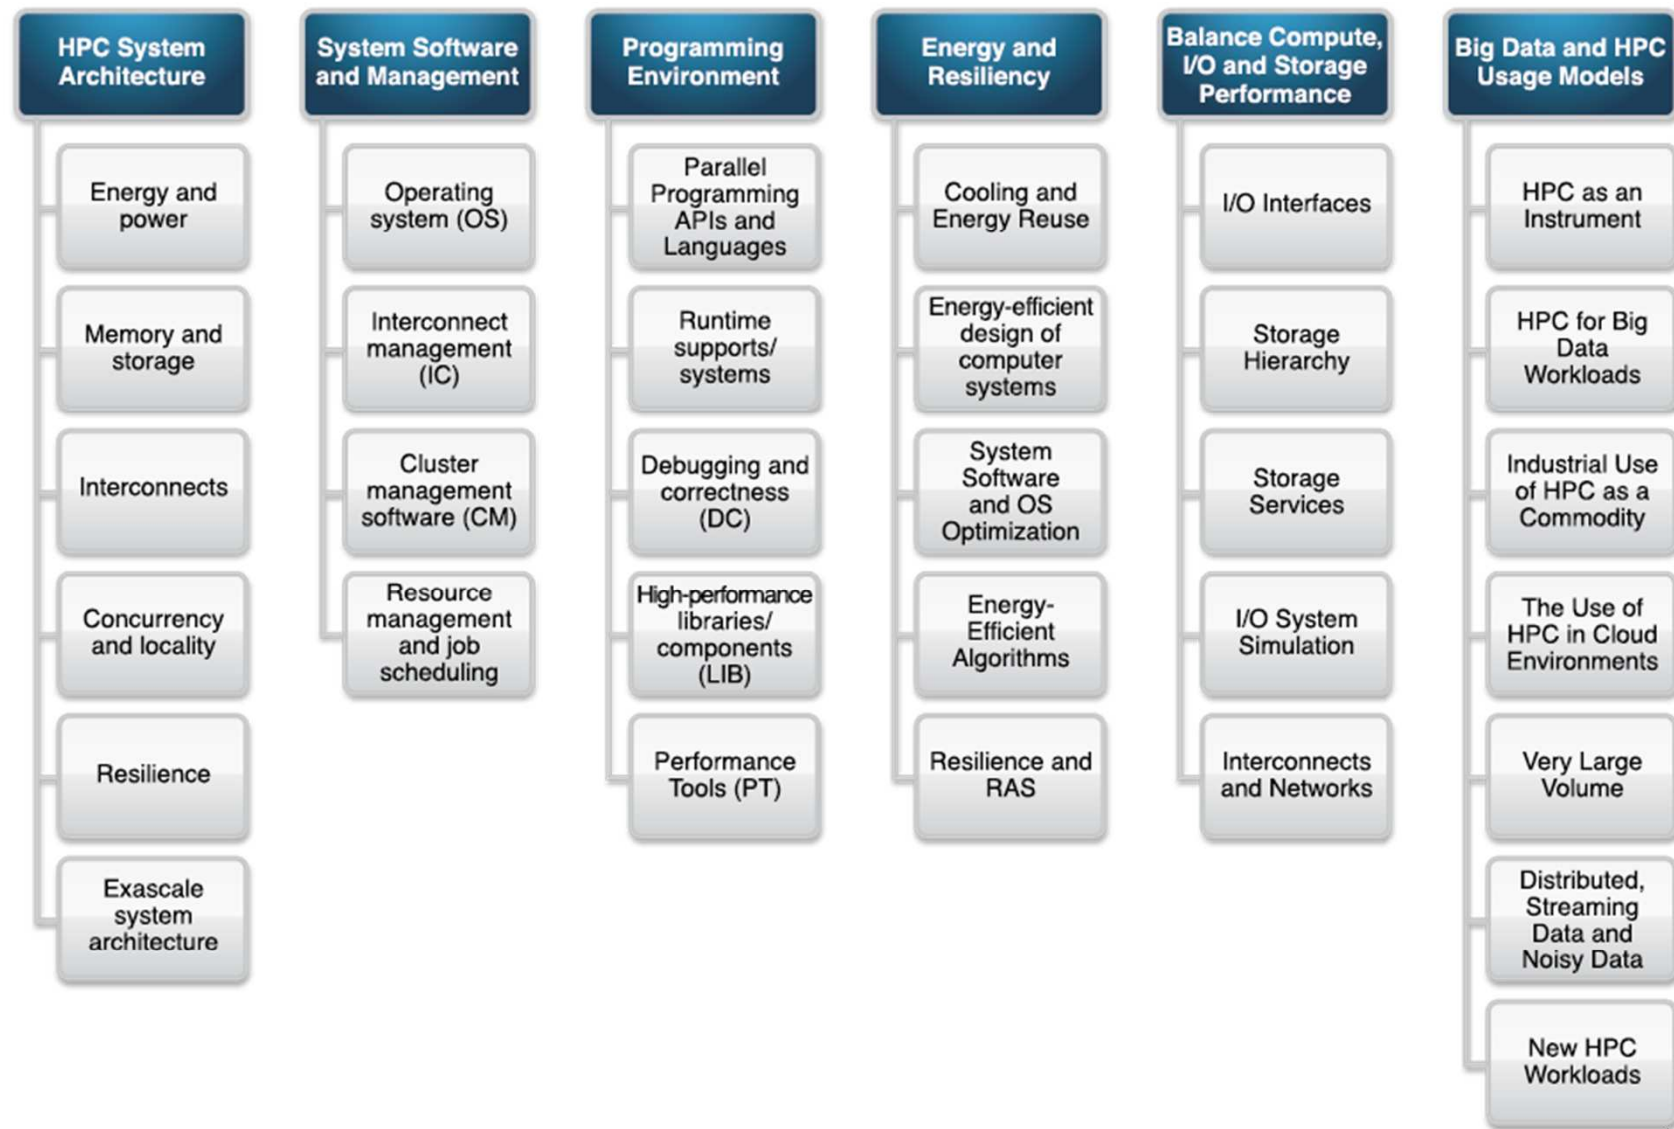 HPC System
Architecture
Energy and
power
Memory and
storage
Interconnects
Concurrency
and locality
Resilience
Exascale
system
architecture
System Software
and Management
Operating
system (OS)
Interconnect
management
(IC)
Cluster
management
software (CM)
Resource
management
and job
scheduling
Programming
Environment
Parallel
Programming
APIs and
Languages
Runtime
supports/
systems
Debugging and
correctness
(DC)
High-performance
libraries/
components
(LIB)
Performance
Tools (PT)
Energy and
Resiliency
Cooling and
Energy Reuse
Energy-efficient
design of
computer
systems
System
Software
and OS
Optimization
Energy-
Efficient
Algorithms
Resilience and
RAS
Balance Compute,
I/O and Storage
Performance
I/O Interfaces
Storage
Hierarchy
Storage
Services
I/O System
Simulation
Interconnects
and Networks
Big Data and HPC
Usage Models
HPC as an
Instrument
HPC for Big
Data
Workloads
Industrial Use
of HPC as a
Commodity
The Use of
HPC in Cloud
Environments
Very Large
Volume
Distributed,
Streaming
Data and
Noisy Data
New HPC
Workloads